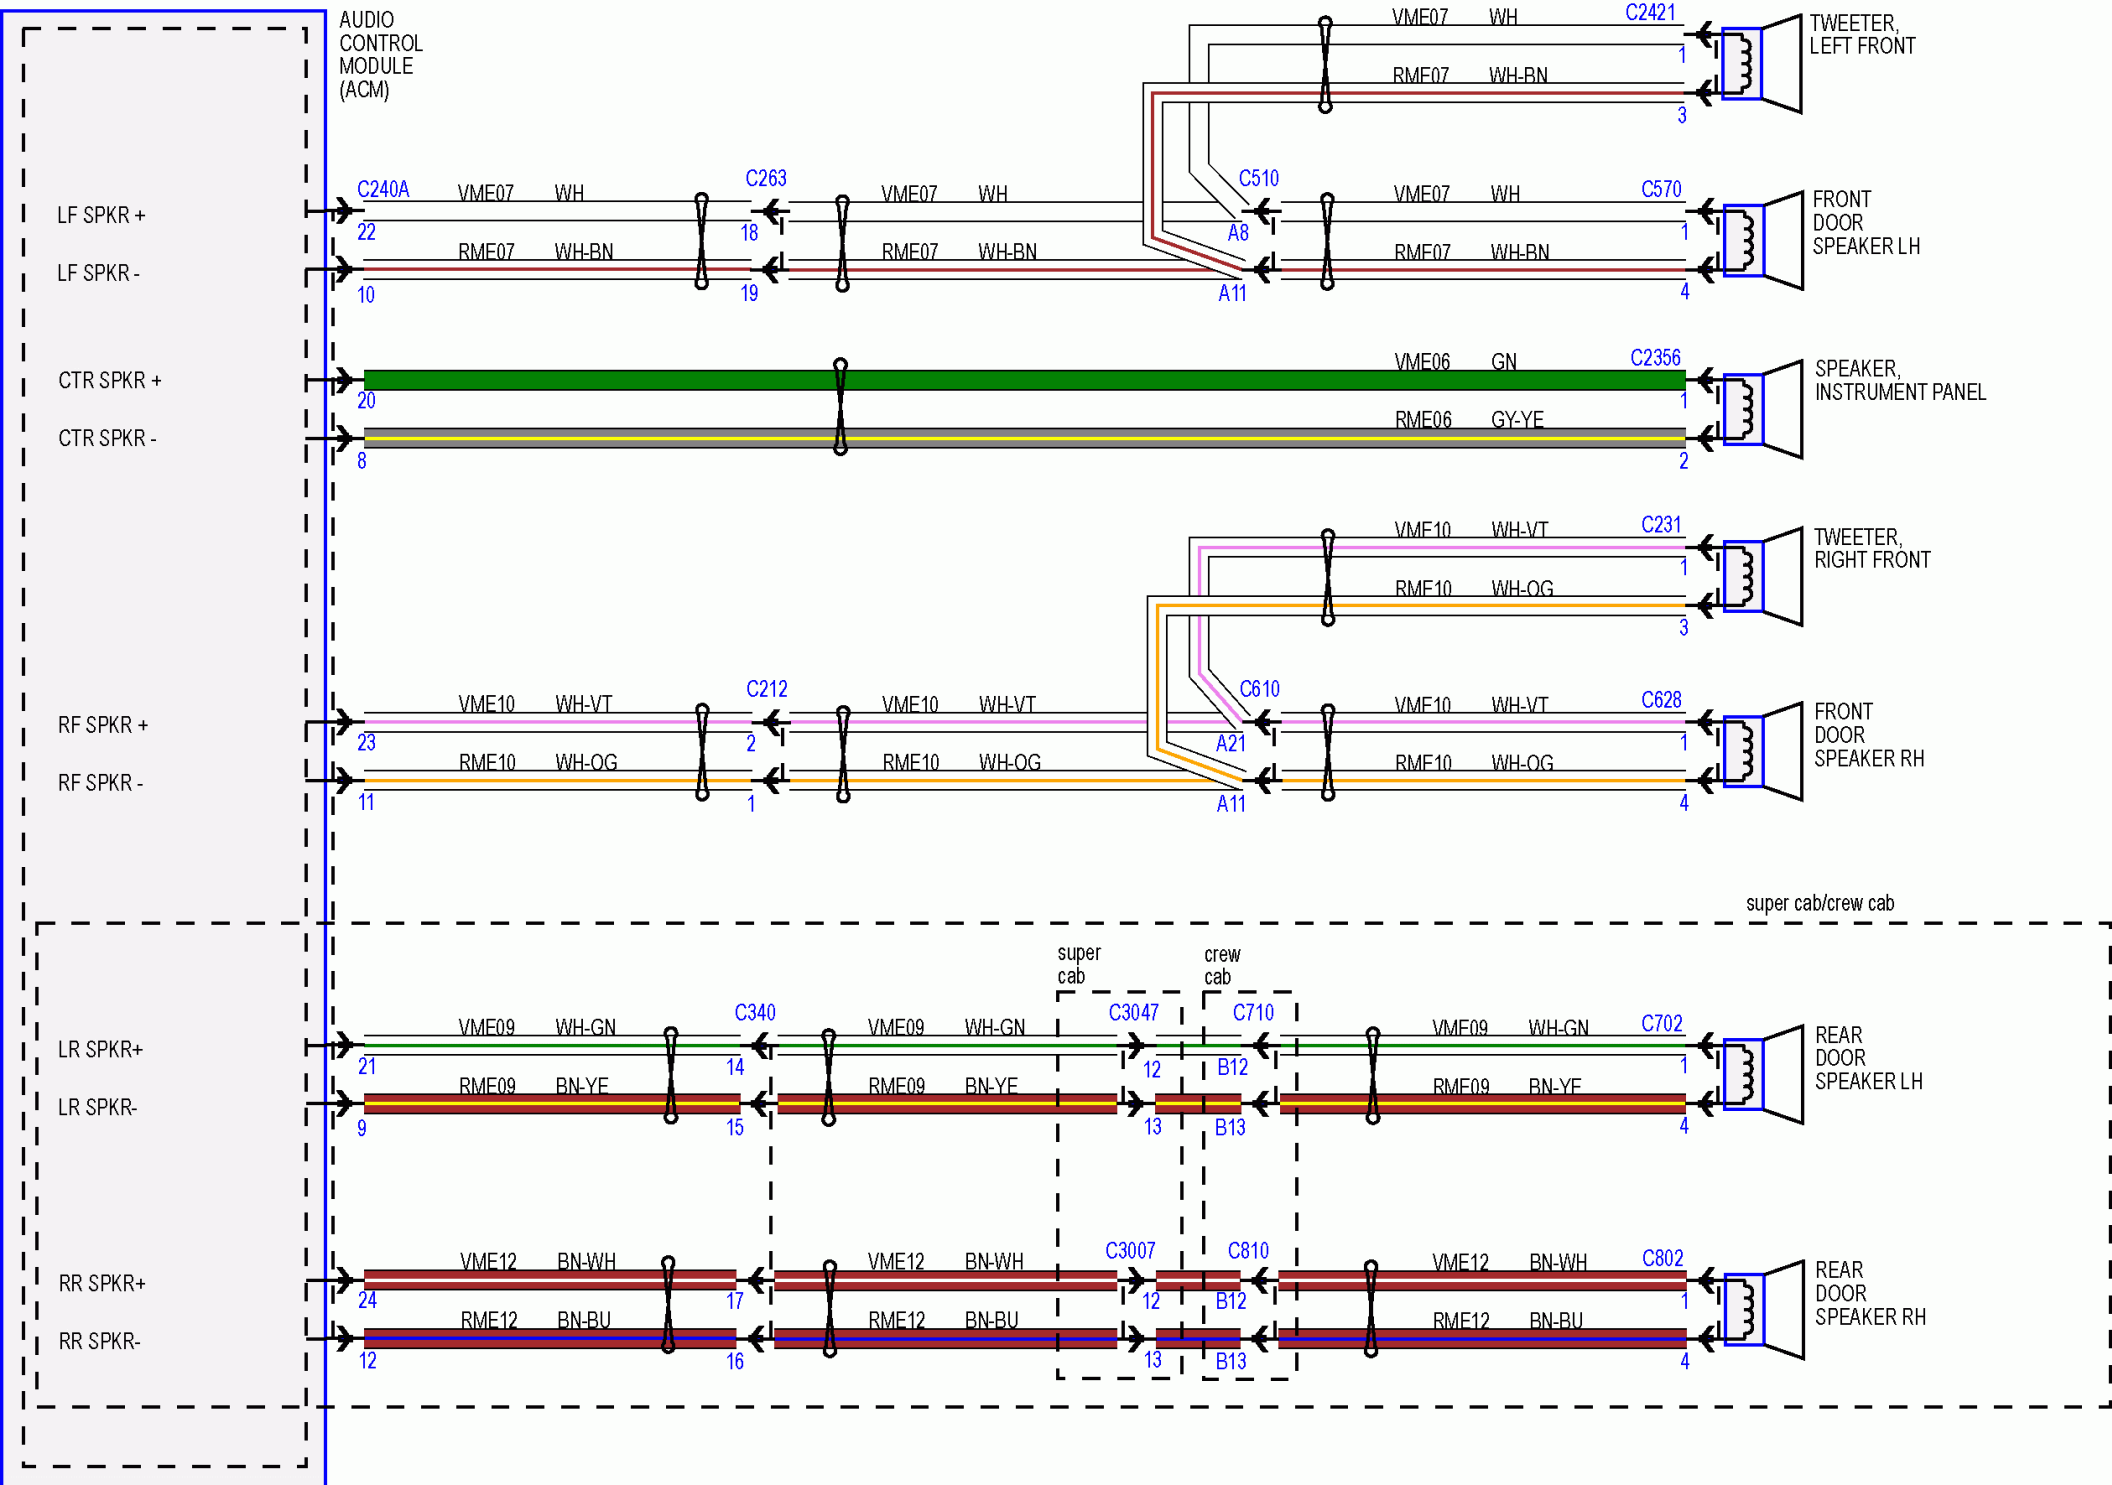 AUDIO
CONTROL
MODULE
(ACM)
VME07 WH C2421
1
RME07 WH-BN
3
TWEETER,
LEFT FRONT
LF SPKR +
C240A
22
VME07 WH
C263
18
VME07 WH
C510
A8
VME07 WH
C570
1
LF SPKR -
10
RME07 WH-BN
19
RME07 WH-BN
A11
RME07 WH-BN
4
FRONT
DOOR
SPEAKER LH
CTR SPKR +
20
VME06 GN C2356
1
CTR SPKR -
8
RME06 GY-YE
2
SPEAKER,
INSTRUMENT PANEL
VME10 WH-VT C231
1
RME10 WH-OG
3
TWEETER,
RIGHT FRONT
RF SPKR +
23
VME10 WH-VT
C212
2
VME10 WH-VT
C610
A21
VME10 WH-VT
C628
1
RF SPKR -
11
RME10 WH-OG
1
RME10 WH-OG
A11
RME10 WH-OG
4
FRONT
DOOR
SPEAKER RH
super cab/crew cab
super
cab
crew
cab
LR SPKR+
21
VME09 WH-GN
C340
14
VME09 WH-GN
C3047
12
C710
B12
VME09 WH-GN
C702
1
LR SPKR-
9
RME09 BN-YE
15
RME09 BN-YE
13
B13
RME09 BN-YE
4
REAR
DOOR
SPEAKER LH
RR SPKR+
24
VME12 BN-WH
17
VME12 BN-WH
C3007
12
C810
B12
VME12 BN-WH
C802
1
RR SPKR-
12
RME12 BN-BU
16
RME12 BN-BU
13
B13
RME12 BN-BU
4
REAR
DOOR
SPEAKER RH